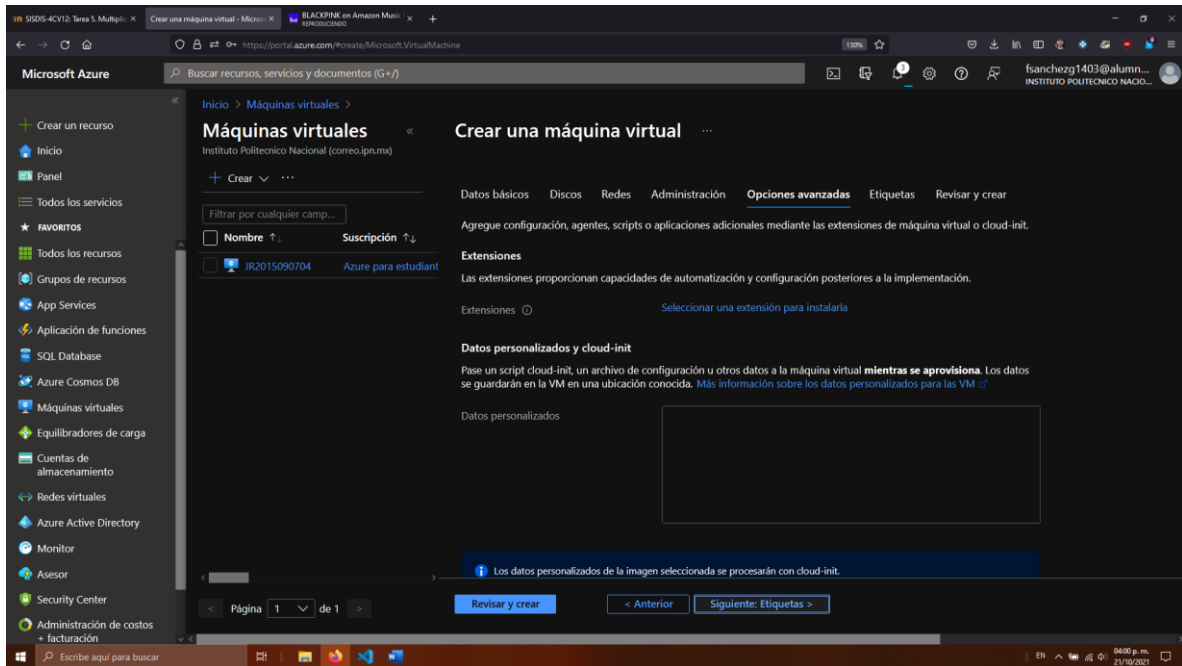 SISDIS-4CV12: Tarea 5. Multiplic
Crear una máquina virtual - Micros
BLACKPINK on Amazon Music
REPRODUCIENDO
https://portal.azure.com/#create/Microsoft.VirtualMachine
130%
Microsoft Azure
Buscar recursos, servicios y documentos (G+/)
3
fsanchezg1403@alumn...
INSTITUTO POLITECNICO NACIO...
Crear un recurso
Inicio
Panel
Todos los servicios
FAVORITOS
Todos los recursos
Grupos de recursos
App Services
Aplicación de funciones
SQL Database
Azure Cosmos DB
Máquinas virtuales
Equilibradores de carga
Cuentas de
almacenamiento
Redes virtuales
Azure Active Directory
Monitor
Asesor
Security Center
Administración de costos
+ facturación
Inicio > Máquinas virtuales >
Máquinas virtuales
Instituto Politecnico Nacional (correo.ipn.mx)
+ Crear ...
Filtrar por cualquier camp...
Nombre ↑↓ Suscripción ↑↓
JR2015090704 Azure para estudiant
< Página 1 de 1 >
Crear una máquina virtual ...
Datos básicos Discos Redes Administración Opciones avanzadas Etiquetas Revisar y crear
Agregue configuración, agentes, scripts o aplicaciones adicionales mediante las extensiones de máquina virtual o cloud-init.
Extensiones
Las extensiones proporcionan capacidades de automatización y configuración posteriores a la implementación.
Extensiones Seleccionar una extensión para instalarla
Datos personalizados y cloud-init
Pase un script cloud-init, un archivo de configuración u otros datos a la máquina virtual mientras se aprovisiona. Los datos
se guardarán en la VM en una ubicación conocida. Más información sobre los datos personalizados para las VM
Datos personalizados
Los datos personalizados de la imagen seleccionada se procesarán con cloud-init.
Revisar y crear < Anterior Siguiente: Etiquetas >
Escribe aquí para buscar
EN
04:00 p. m.
21/10/2021